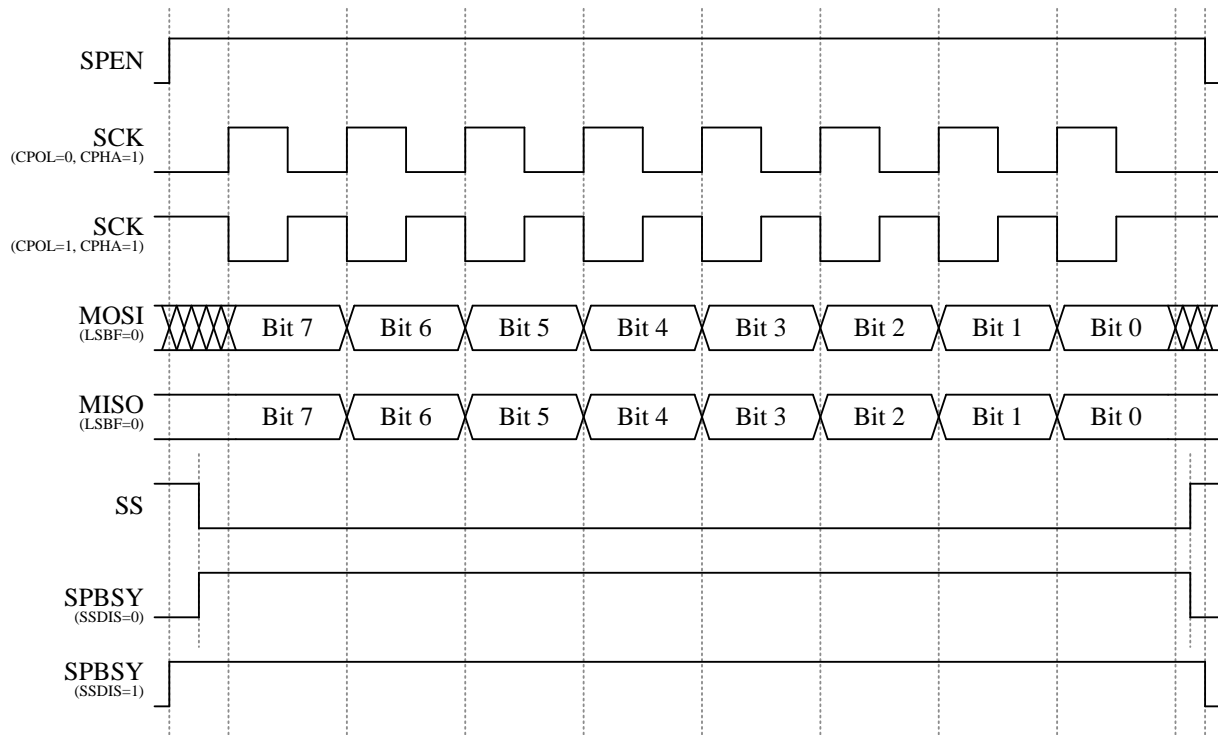 SPEN
SCK
(CPOL=0, CPHA=1)
SCK
(CPOL=1, CPHA=1)
MOSI
(LSBF=0)
Bit 7 Bit 6 Bit 5 Bit 4 Bit 3 Bit 2 Bit 1 Bit 0
MISO
(LSBF=0)
Bit 7 Bit 6 Bit 5 Bit 4 Bit 3 Bit 2 Bit 1 Bit 0
SS
SPBSY
(SSDIS=0)
SPBSY
(SSDIS=1)